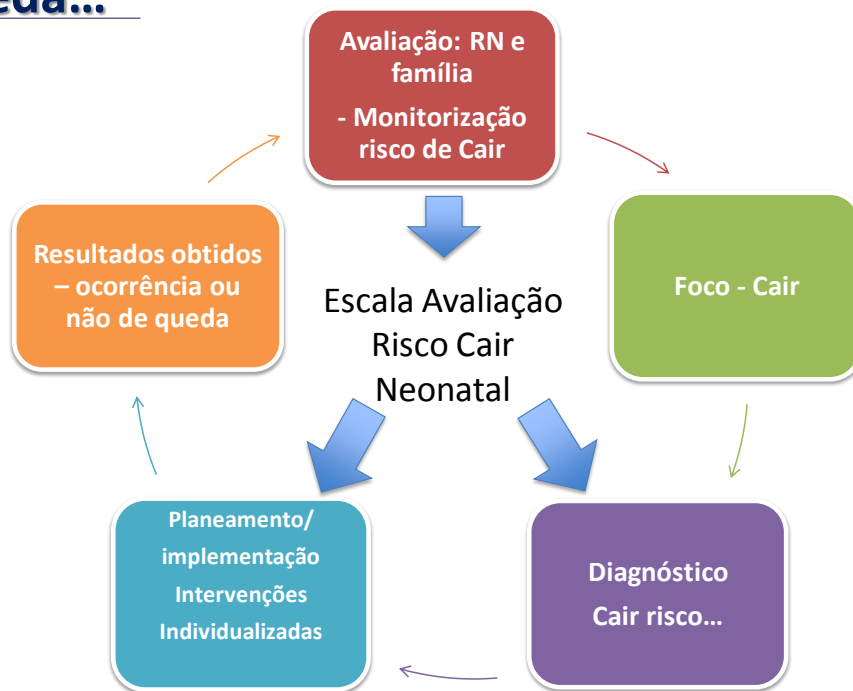 Avaliação: RN e
família
- Monitorização
risco de Cair
Foco - Cair
Diagnóstico
Cair risco...
Planeamento/
implementação
Intervenções
Individualizadas
Resultados obtidos
– ocorrência ou
não de queda
Escala Avaliação
Risco Cair
Neonatal